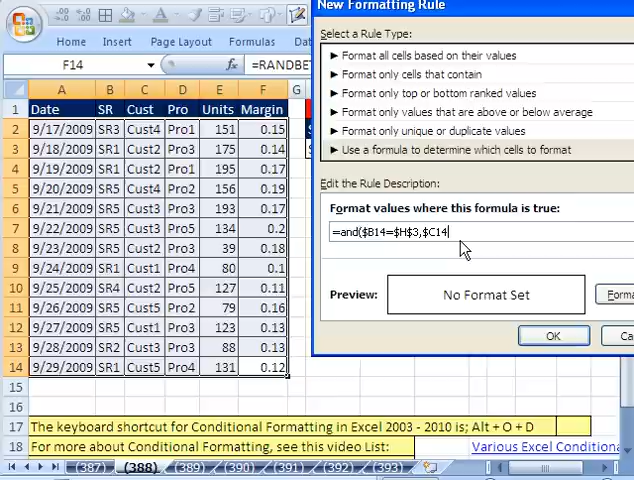 New Formatting Rule
Select a Rule Type:
► Format all cells based on their values
► Format only cells that contain
► Format only top or bottom ranked values
► Format only values that are above or below average
► Format only unique or duplicate values
► Use a formula to determine which cells to format
Edit the Rule Description:
Format values where this formula is true:
=and($B14=$H$3,$C14
Preview:
No Format Set
Forma
OK
Ca
Home Insert Page Layout Formulas Da
F14 fx =RANDBE
A B C D E F G
1 Date SR Cust Pro Units Margin
2 9/17/2009 SR3 Cust4 Pro1 151 0.15
3 9/18/2009 SR1 Cust2 Pro3 175 0.14
4 9/19/2009 SR5 Cust2 Pro1 195 0.17
5 9/20/2009 SR5 Cust4 Pro2 156 0.19
6 9/21/2009 SR5 Cust3 Pro3 193 0.17
7 9/22/2009 SR5 Cust3 Pro5 134 0.2
8 9/23/2009 SR5 Cust3 Pro2 39 0.18
9 9/24/2009 SR1 Cust1 Pro4 80 0.1
10 9/25/2009 SR4 Cust2 Pro5 127 0.11
11 9/26/2009 SR5 Cust5 Pro2 79 0.16
12 9/27/2009 SR5 Cust1 Pro3 123 0.13
13 9/28/2009 SR2 Cust3 Pro3 88 0.13
14 9/29/2009 SR1 Cust5 Pro4 131 0.12
15
16
17 The keyboard shortcut for Conditional Formatting in Excel 2003 - 2010 is; Alt + O + D
18 For more about Conditional Formatting, see this video List: Various Excel Conditiona
(387) (388) (389) (390) (391) (392) (393)